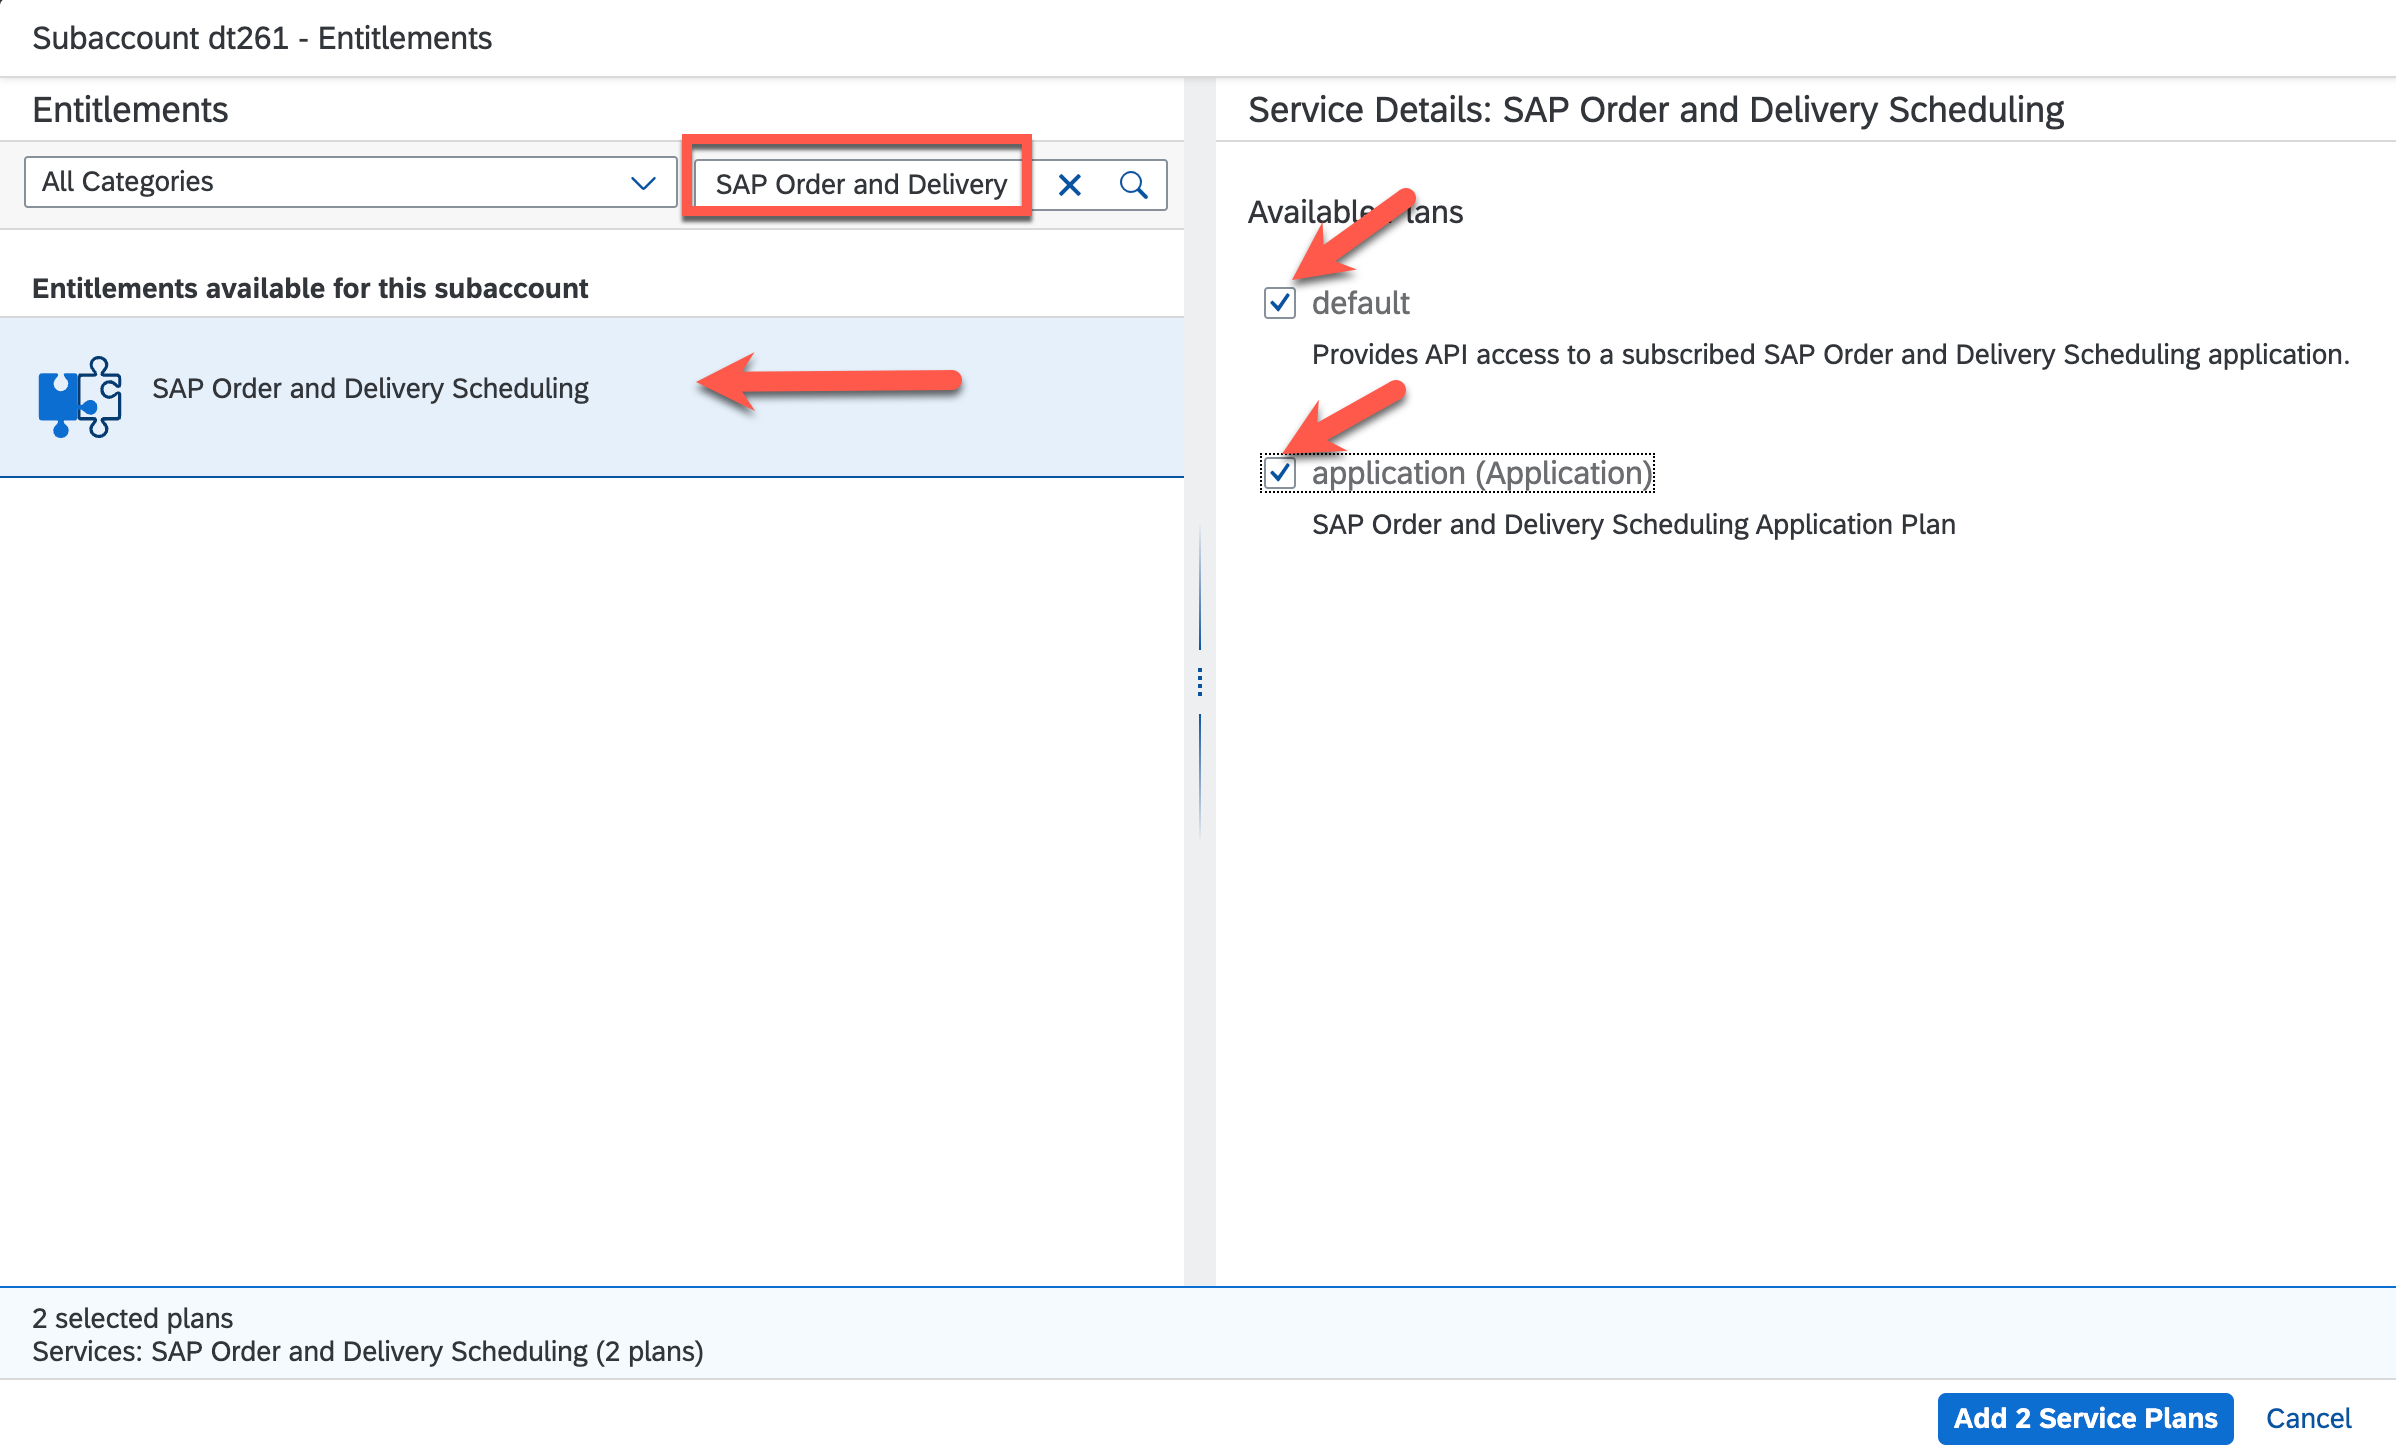 Subaccount dt261 - Entitlements
Entitlements
All Categories
SAP Order and Delivery
Entitlements available for this subaccount
SAP Order and Delivery Scheduling
Service Details: SAP Order and Delivery Scheduling
Available Plans
default
Provides API access to a subscribed SAP Order and Delivery Scheduling application.
application (Application)
SAP Order and Delivery Scheduling Application Plan
2 selected plans
Services: SAP Order and Delivery Scheduling (2 plans)
Add 2 Service Plans
Cancel